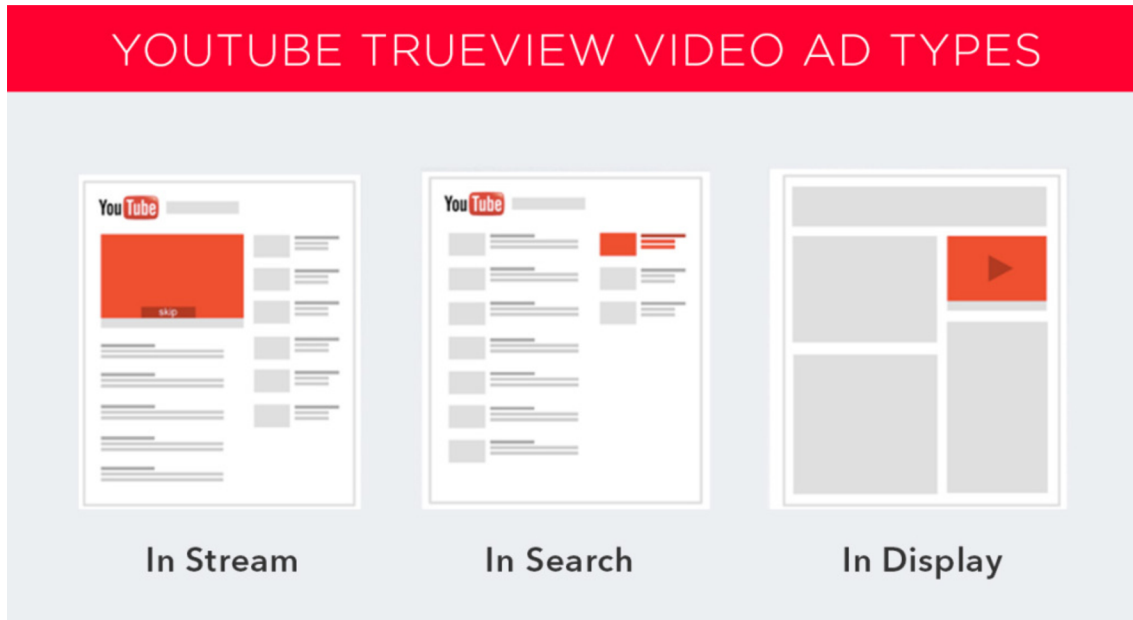 YOUTUBE TRUEVIEW VIDEO AD TYPES
YouTube
skip
YouTube
In Stream
In Search
In Display